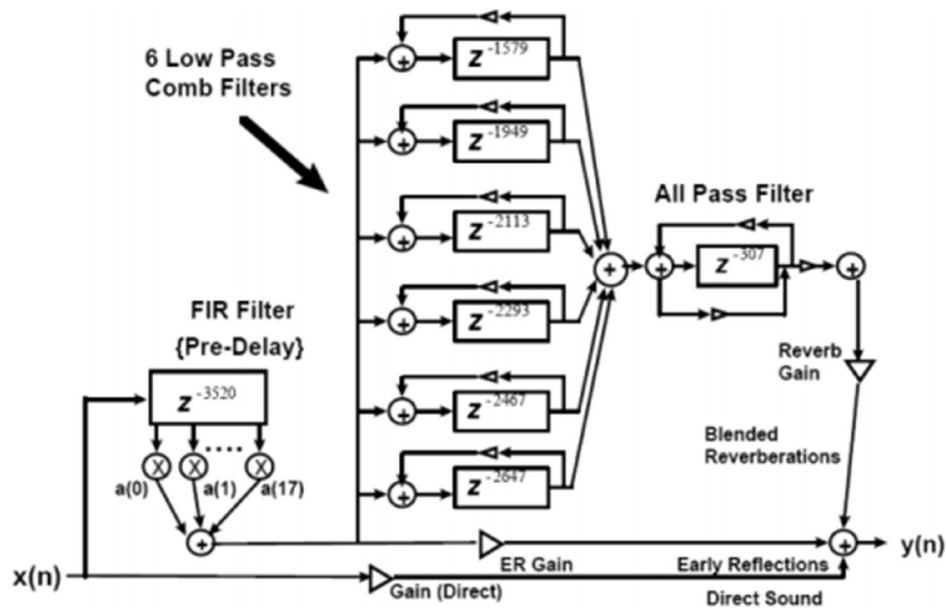 6 Low Pass
Comb Filters
z^-1579
z^-1949
z^-2113
z^-2293
z^-2467
z^-2647
+
+
+
+
+
+
+
All Pass Filter
+
z^-307
+
FIR Filter
{Pre-Delay}
z^-3520
....
X
X
X
a(0)
a(1)
a(17)
+
Reverb
Gain
Blended
Reverberations
+
y(n)
ER Gain
Early Reflections
x(n)
Gain (Direct)
Direct Sound